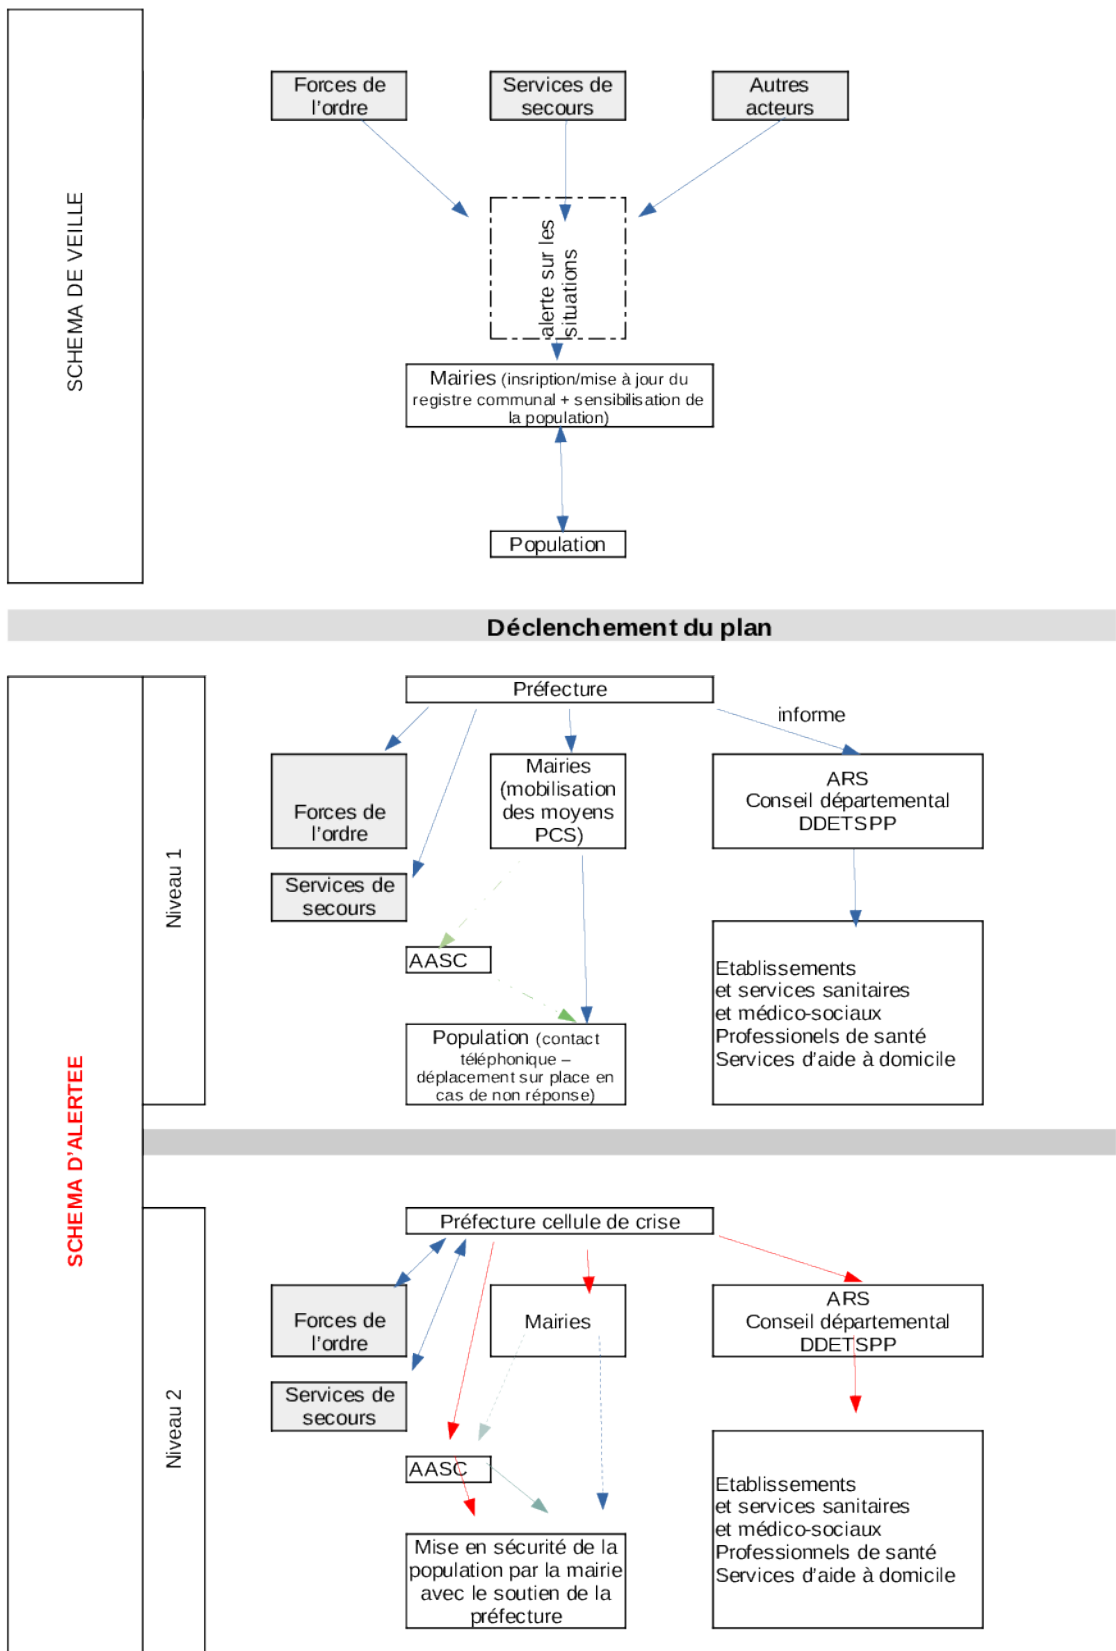 SCHEMA DE VEILLE
Forces de
l'ordre
Services de
secours
Autres
acteurs
alerte sur les
situations
Mairies (insription/mise à jour du
registre communal + sensibilisation de
la population)
Population
Déclenchement du plan
SCHEMA D'ALERTEE
Niveau 1
Préfecture
informe
Forces de
l'ordre
Mairies
(mobilisation
des moyens
PCS)
ARS
Conseil départemental
DDETSPP
Services de
secours
AASC
Population (contact
téléphonique –
déplacement sur place en
cas de non réponse)
Etablissements
et services sanitaires
et médico-sociaux
Professionels de santé
Services d'aide à domicile
Niveau 2
Préfecture cellule de crise
Forces de
l'ordre
Mairies
ARS
Conseil départemental
DDETSPP
Services de
secours
AASC
Mise en sécurité de la
population par la mairie
avec le soutien de la
préfecture
Etablissements
et services sanitaires
et médico-sociaux
Professionnels de santé
Services d'aide à domicile